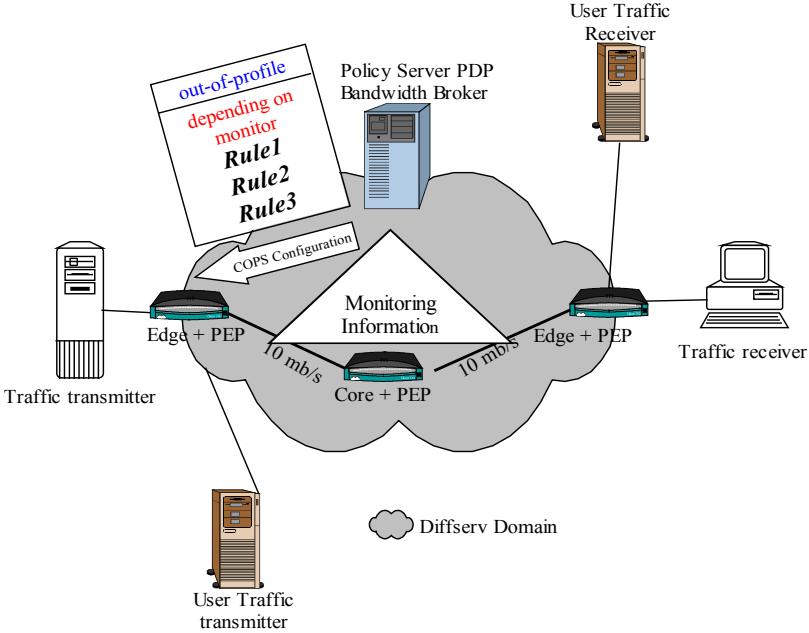 User Traffic
Receiver
Policy Server PDP
Bandwidth Broker
out-of-profile
depending on
monitor
Rule1
Rule2
Rule3
COPS Configuration
Monitoring
Information
Edge + PEP
Edge + PEP
10 mb/s
10 mb/s
Core + PEP
Traffic receiver
Traffic transmitter
Diffserv Domain
User Traffic
transmitter